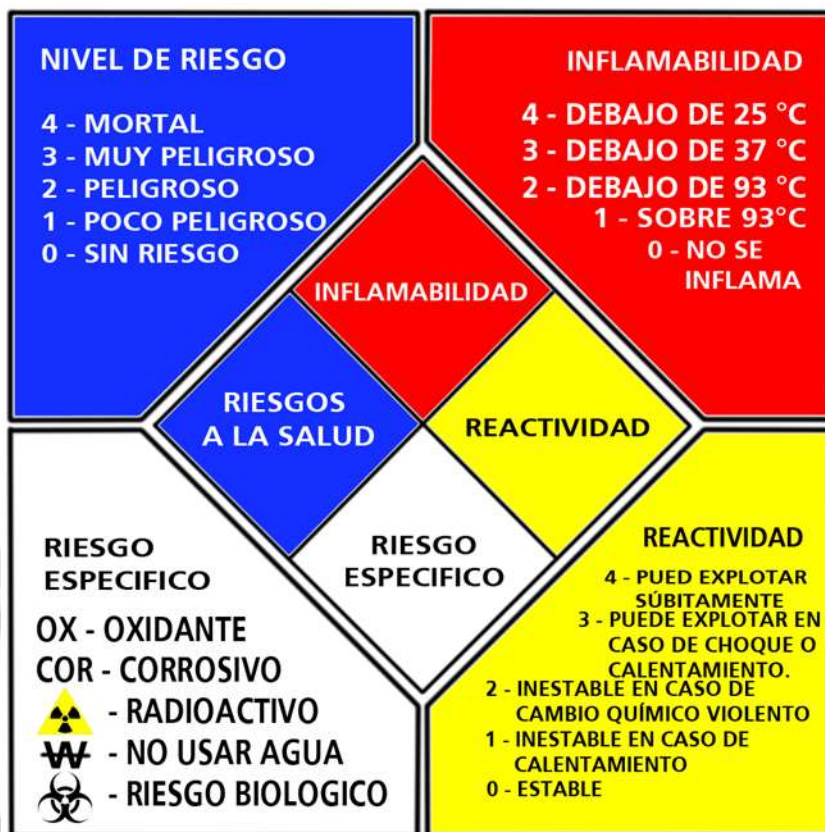 NIVEL DE RIESGO
4 - MORTAL
3 - MUY PELIGROSO
2 - PELIGROSO
1 - POCO PELIGROSO
0 - SIN RIESGO
INFLAMABILIDAD
4 - DEBAJO DE 25 °C
3 - DEBAJO DE 37 °C
2 - DEBAJO DE 93 °C
1 - SOBRE 93°C
0 - NO SE
INFLAMA
INFLAMABILIDAD
RIESGOS
A LA SALUD
REACTIVIDAD
RIESGO
ESPECIFICO
RIESGO
ESPECIFICO
OX - OXIDANTE
COR - CORROSIVO
- RADIOACTIVO
W - NO USAR AGUA
- RIESGO BIOLOGICO
REACTIVIDAD
4 - PUED EXPLOTAR
SÚBITAMENTE
3 - PUEDE EXPLOTAR EN
CASO DE CHOQUE O
CALENTAMIENTO.
2 - INESTABLE EN CASO DE
CAMBIO QUÍMICO VIOLENTO
1 - INESTABLE EN CASO DE
CALENTAMIENTO
0 - ESTABLE